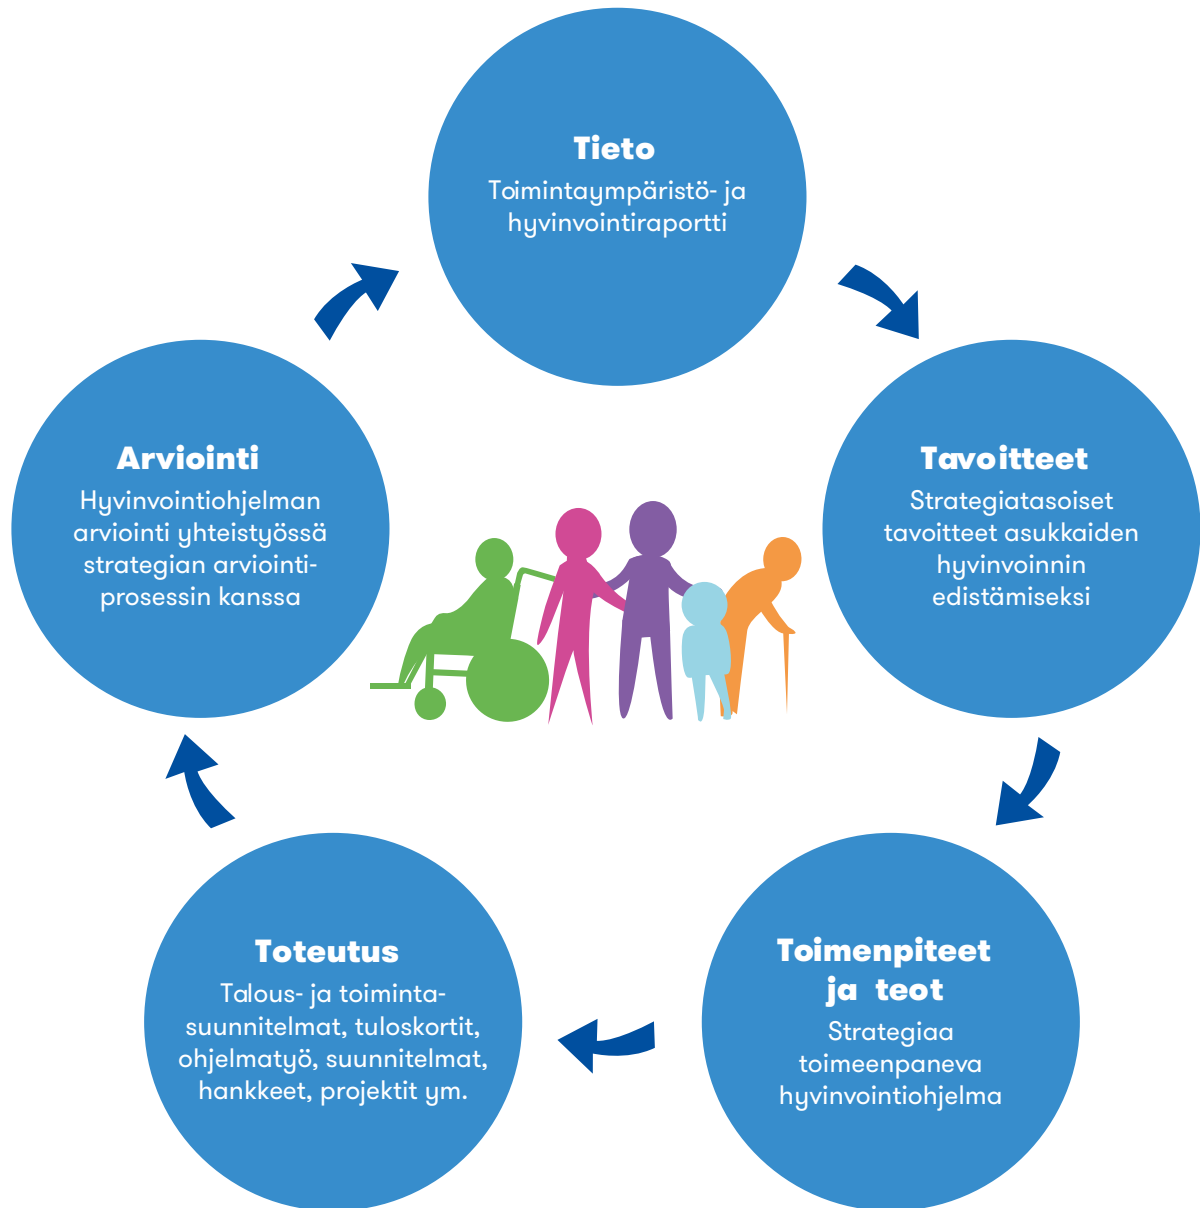 Tieto
Toimintaympäristö- ja
hyvinvointiraportti
Tavoitteet
Strategiatasoiset
tavoitteet asukkaiden
hyvinvoinnin
edistämiseksi
Toimenpiteet
ja teot
Strategiaa
toimeenpaneva
hyvinvointiohjelma
Toteutus
Talous- ja toiminta-
suunnitelmat, tuloskortit,
ohjelmatyö, suunnitelmat,
hankkeet, projektit ym.
Arviointi
Hyvinvointiohjelman
arviointi yhteistyössä
strategian arviointi-
prosessin kanssa